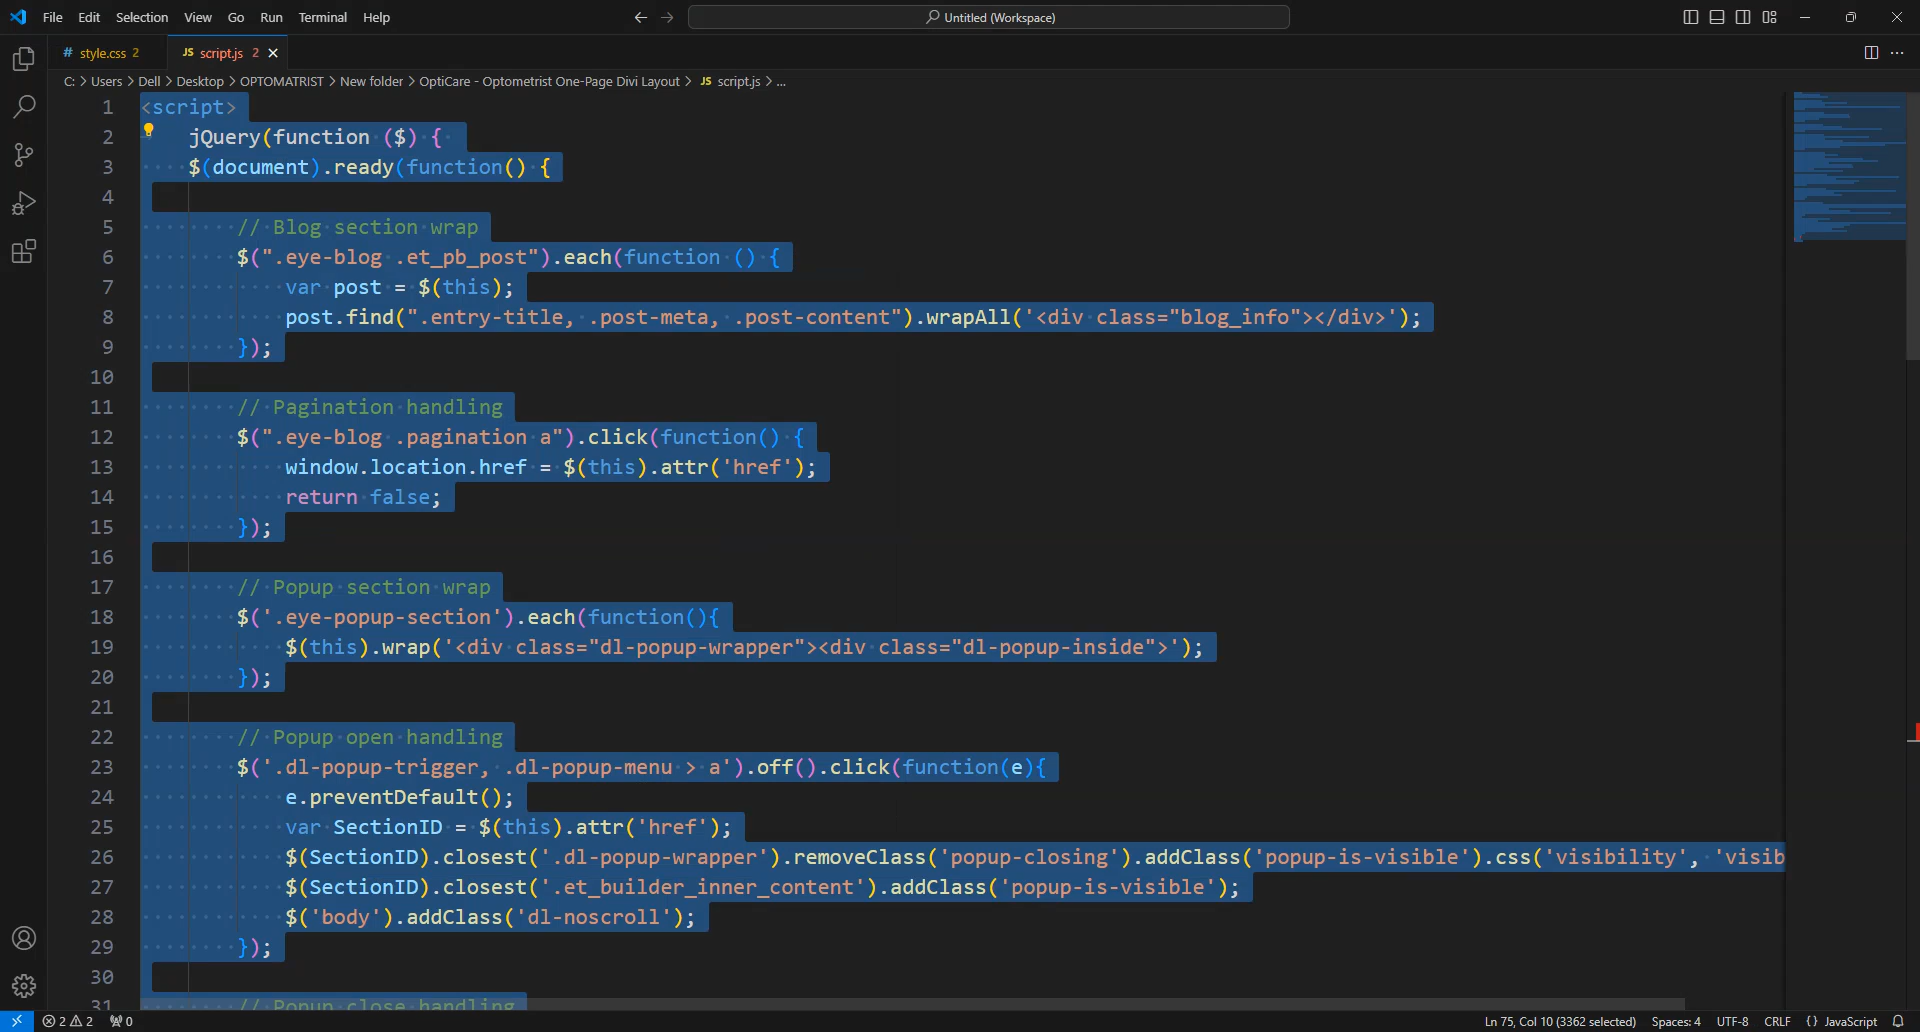 File Edit Selection View Go Run Terminal Help Untitled (Workspace)
# style.css 2 JS script.js 2
C: > Users > Dell > Desktop > OPTOMATRIST > New folder > OptiCare - Optometrist One-Page Divi Layout > JS script.js > ...
1 <script>
2 jQuery(function ($) {
3 $(document).ready(function() {
4
5 // Blog section wrap
6 $(".eye-blog .et_pb_post").each(function () {
7 var post = $(this);
8 post.find(".entry-title, .post-meta, .post-content").wrapAll('<div class="blog_info"></div>');
9 });
10
11 // Pagination handling
12 $(".eye-blog .pagination a").click(function() {
13 window.location.href = $(this).attr('href');
14 return false;
15 });
16
17 // Popup section wrap
18 $('.eye-popup-section').each(function(){
19 $(this).wrap('<div class="dl-popup-wrapper"><div class="dl-popup-inside">');
20 });
21
22 // Popup open handling
23 $('.dl-popup-trigger, .dl-popup-menu > a').off().click(function(e){
24 e.preventDefault();
25 var SectionID = $(this).attr('href');
26 $(SectionID).closest('.dl-popup-wrapper').removeClass('popup-closing').addClass('popup-is-visible').css('visibility', 'visib
27 $(SectionID).closest('.et_builder_inner_content').addClass('popup-is-visible');
28 $('body').addClass('dl-noscroll');
29 });
30
31 // Popup close handling
2 2 0 Ln 75, Col 10 (3362 selected) Spaces: 4 UTF-8 CRLF {} JavaScript